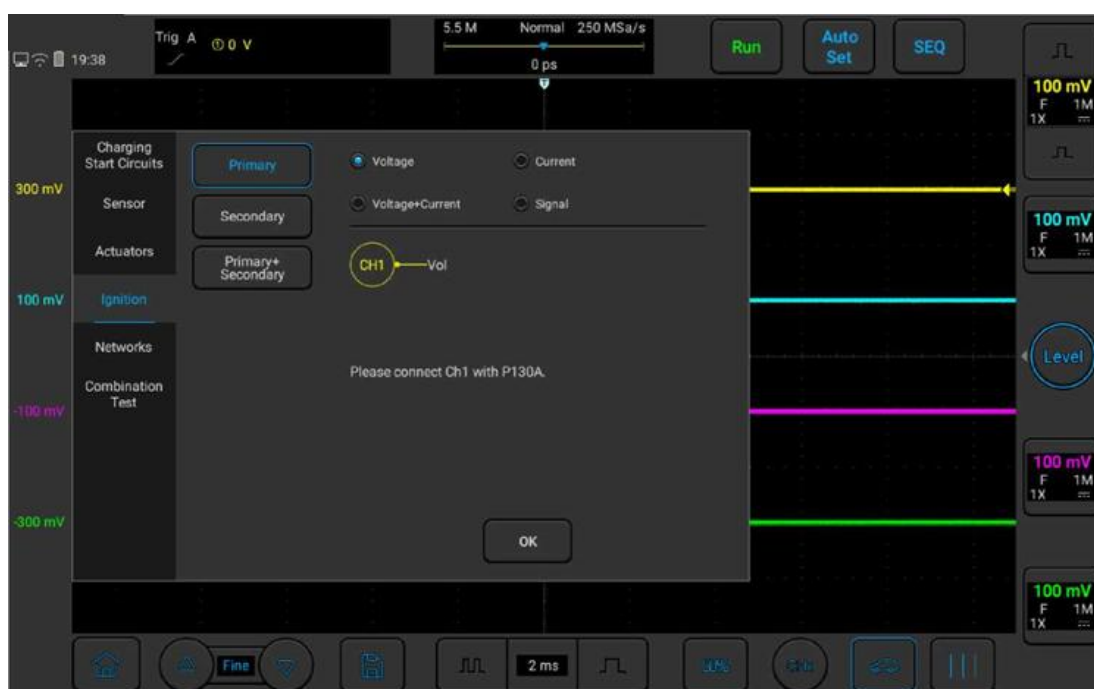 19:38
Trig A ① 0 V
5.5 M Normal 250 MSa/s
0 ps
Run
Auto
Set
SEQ
100 mV
F 1M
1X
300 mV
100 mV
-100 mV
-300 mV
Charging
Start Circuits
Sensor
Actuators
Ignition
Networks
Combination
Test
Primary
Secondary
Primary+
Secondary
Voltage
Current
Voltage+Current
Signal
CH1 Vol
Please connect Ch1 with P130A.
OK
100 mV
F 1M
1X
Level
100 mV
F 1M
1X
100 mV
F 1M
1X
Fine
2 ms